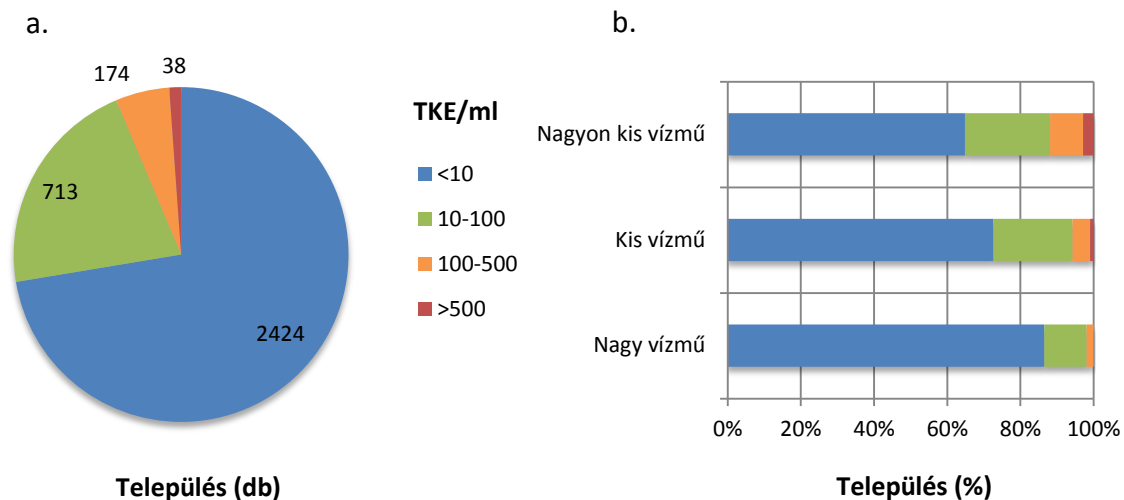 a.
174
38
713
2424
Település (db)
TKE/ml
<10
10-100
100-500
>500
b.
Nagyon kis vízmű
Kis vízmű
Nagy vízmű
0%
20%
40%
60%
80%
100%
Település (%)